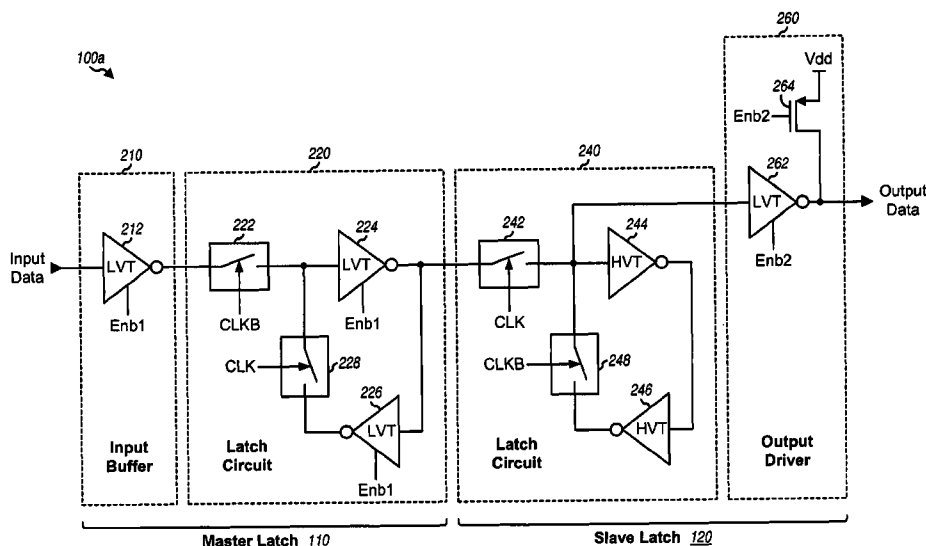 100a
260
Vdd
264
Enb2
210
220
240
262
LVT
Output
Data
Enb2
212
LVT
Input
Data
Enb1
222
CLKB
224
LVT
Enb1
242
CLK
244
HVT
CLK
228
226
LVT
Enb1
CLKB
248
246
HVT
Input
Buffer
Latch
Circuit
Latch
Circuit
Output
Driver
Master Latch 110
Slave Latch 120